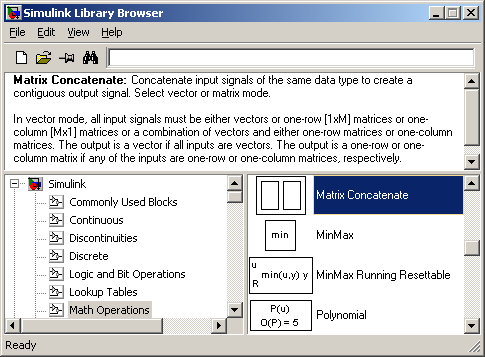 Simulink Library Browser
File Edit View Help
Matrix Concatenate: Concatenate input signals of the same data type to create a
contiguous output signal. Select vector or matrix mode.
In vector mode, all input signals must be either vectors or one-row [1xM] matrices or one-
column [Mx1] matrices or a combination of vectors and either one-row matrices or one-column
matrices. The output is a vector if all inputs are vectors. The output is a one-row or one-
column matrix if any of the inputs are one-row or one-column matrices, respectively.
Simulink
Commonly Used Blocks
Continuous
Discontinuities
Discrete
Logic and Bit Operations
Lookup Tables
Math Operations
Matrix Concatenate
min
MinMax
u
min(u,y) y
R
MinMax Running Resettable
P(u)
O(P) = 5
Polynomial
Ready